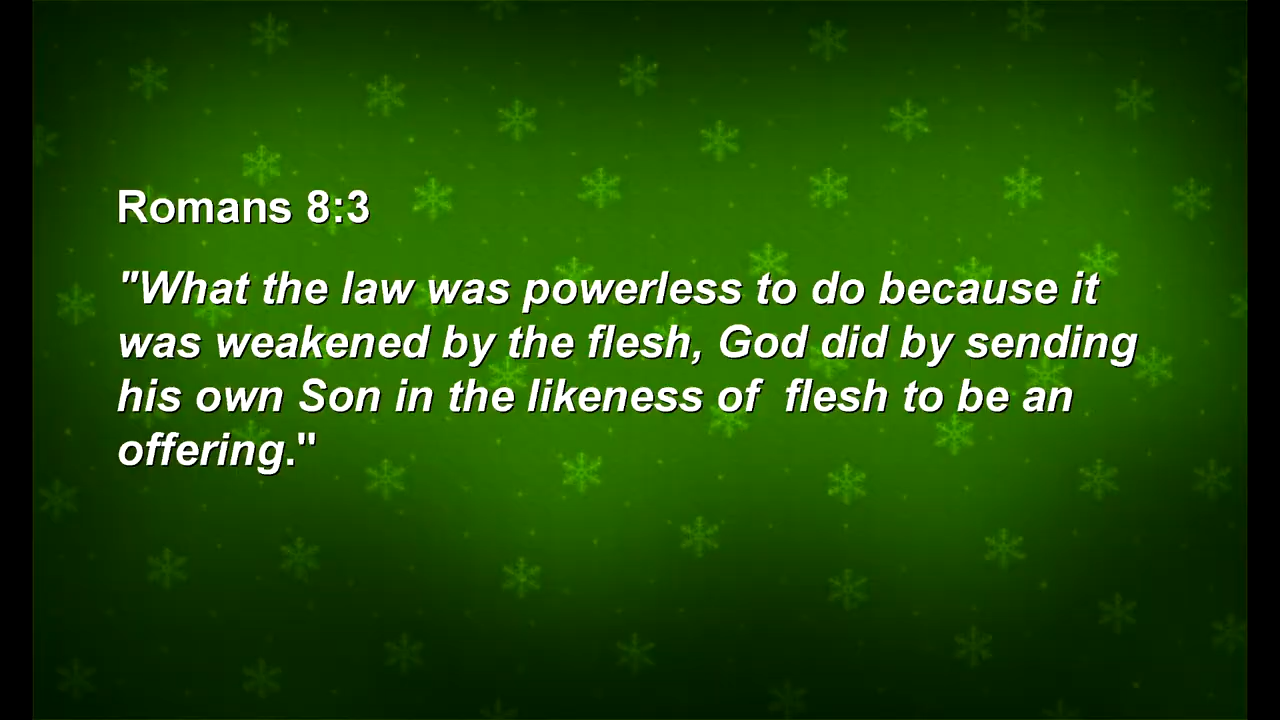 Romans 8:3
"What the law was powerless to do because it
was weakened by the flesh, God did by sending
his own Son in the likeness of  flesh to be an
offering."